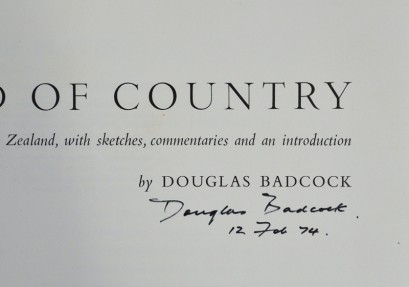 OF COUNTRY
Zealand, with sketches, commentaries and an introduction
by DOUGLAS BADCOCK
Douglas Badcock.
12 Feb 74.